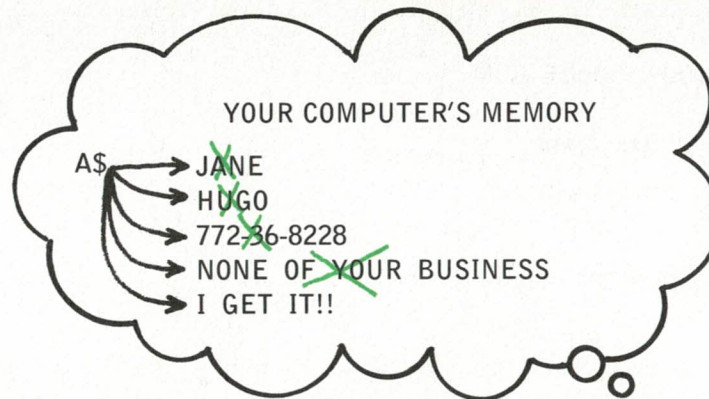 YOUR COMPUTER'S MEMORY
A$ JANE
HUGO
772-36-8228
NONE OF YOUR BUSINESS
I GET IT!!